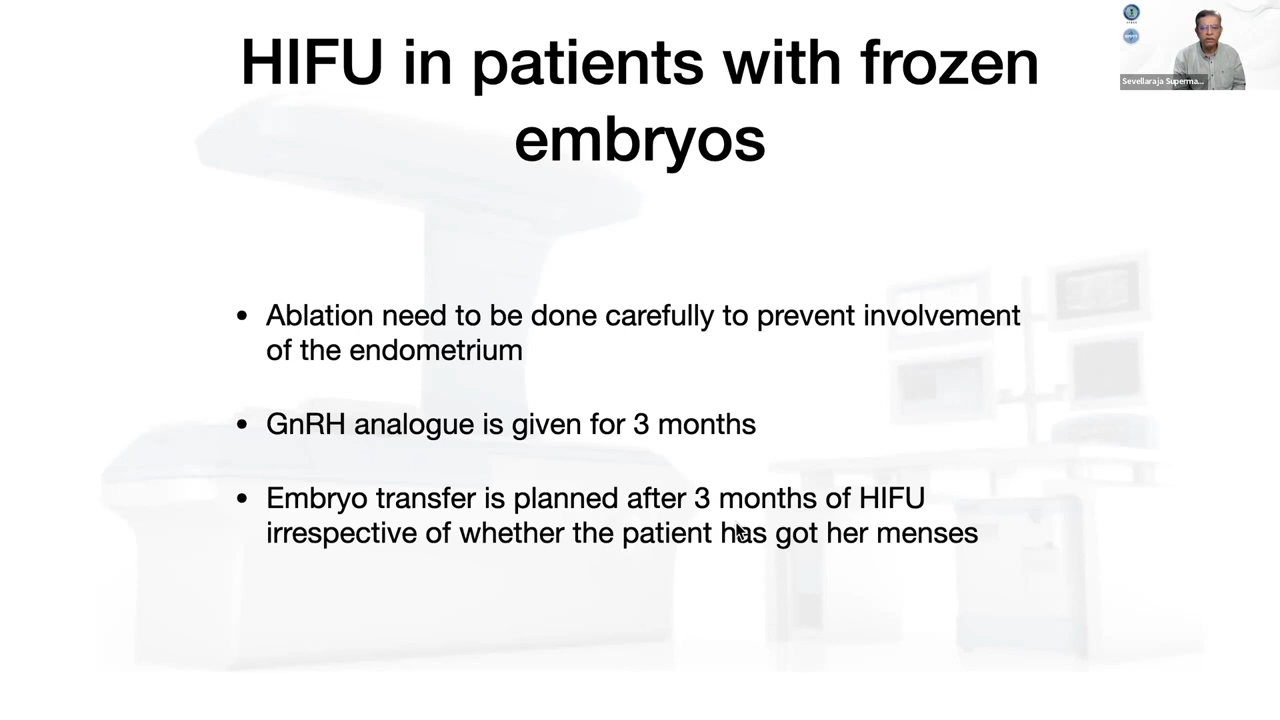 HIFU in patients with frozen
embryos
Sevellaraja Superma...
• Ablation need to be done carefully to prevent involvement
of the endometrium
• GnRH analogue is given for 3 months
• Embryo transfer is planned after 3 months of HIFU
irrespective of whether the patient has got her menses